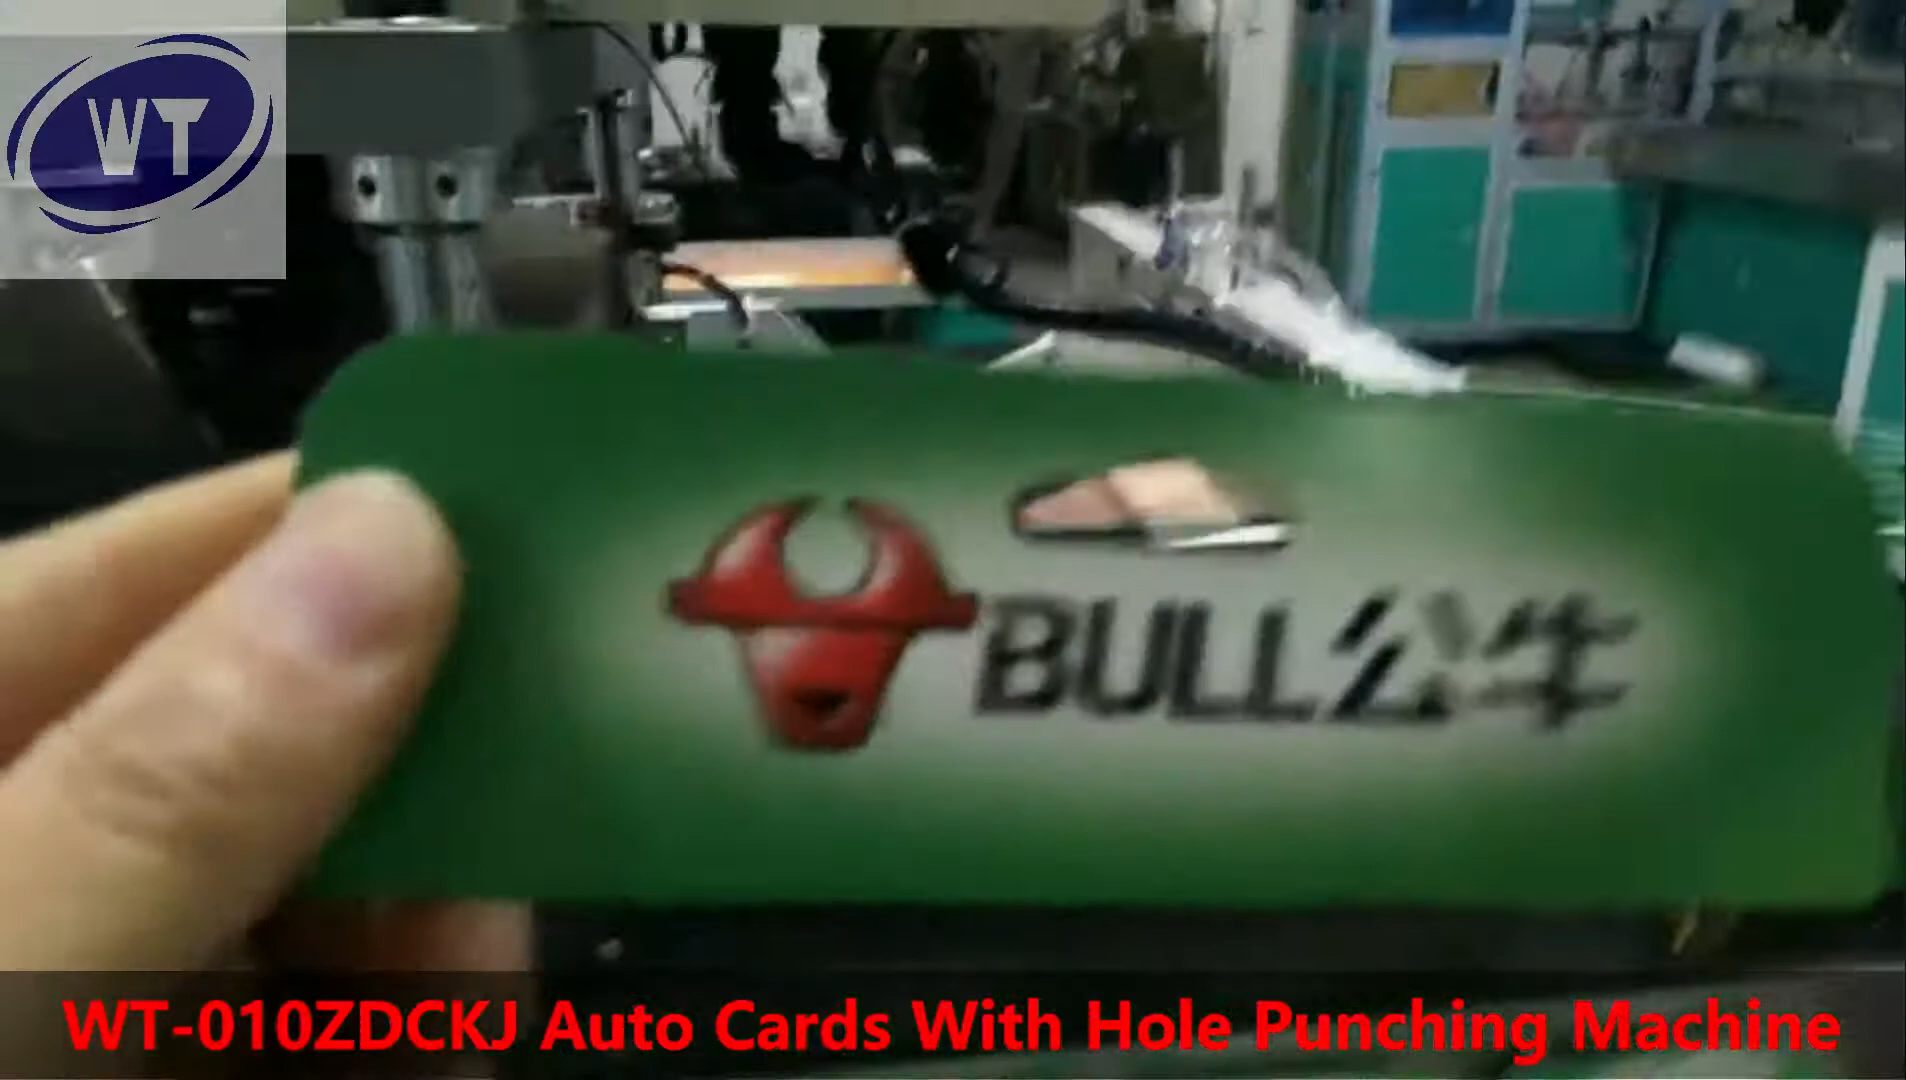 WT
BULL公牛
WT-010ZDCKJ Auto Cards With Hole Punching Machine